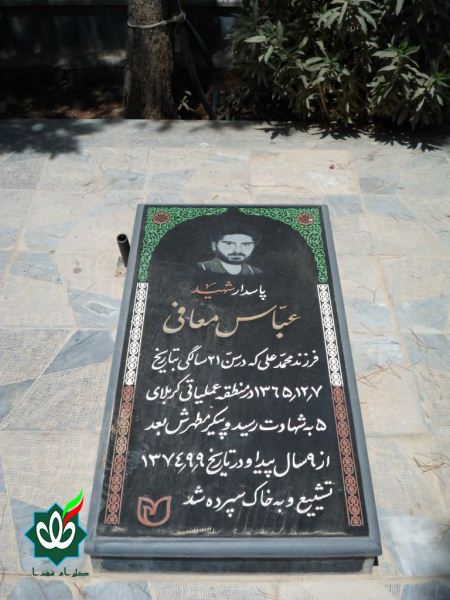 پاسدار شهید
عباس معافی
فرزند محمد علی که در سن ۲۱ سالگی بتاریخ
۱۳۶۵,۱۲,۷ در منطقه عملیاتی کربلای
۵ به شهادت رسید و پیکر مطهرش بعد
از ۹ سال پیدا و در تاریخ ۱۳۷۴,۹,۹
تشییع و به خاک سپرده شد